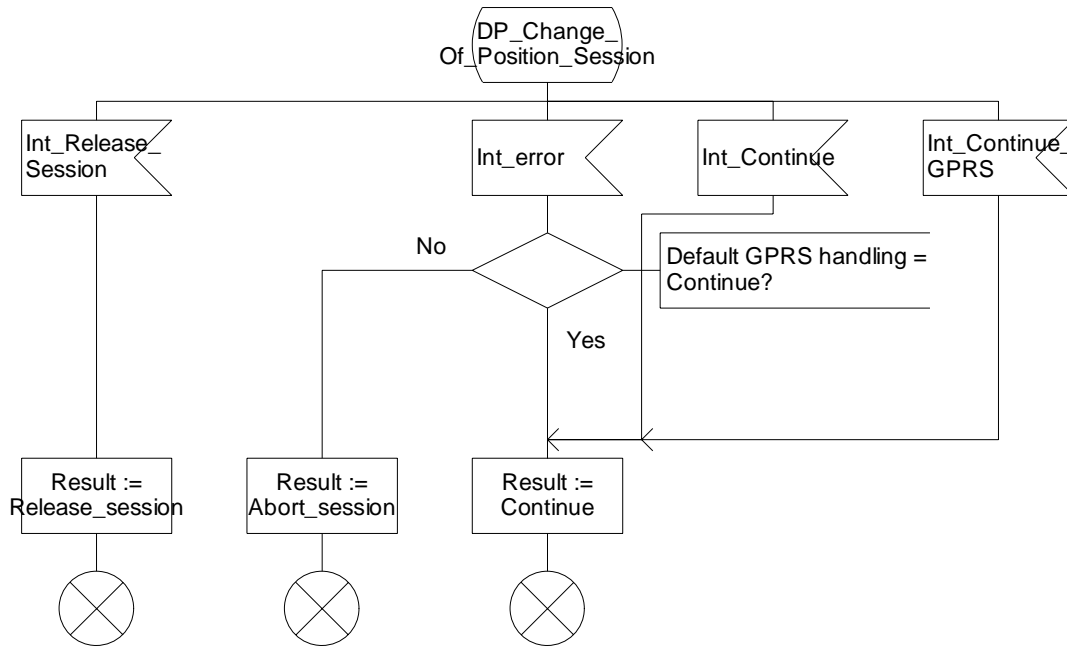 DP_Change_
Of_Position_Session
Int_Release_
Session
Int_error
Int_Continue
Int_Continue_
GPRS
No
Default GPRS handling =
Continue?
Yes
Result :=
Release_session
Result :=
Abort_session
Result :=
Continue